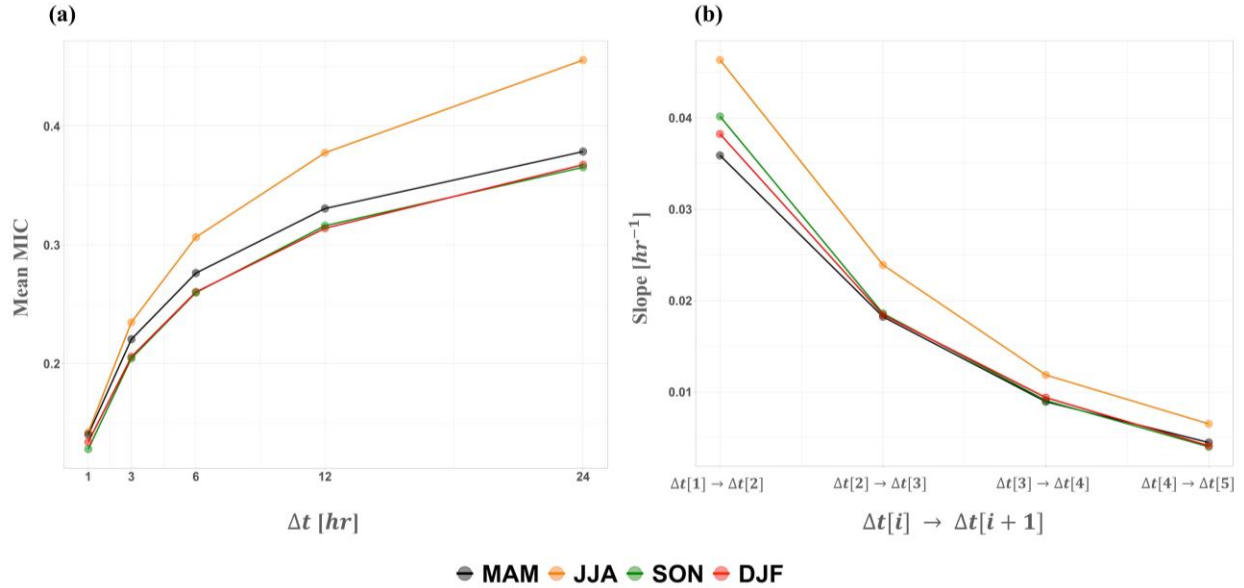 (a)
Mean MIC
0.4
0.3
0.2
1 3 6 12 24
Δt [hr]
(b)
Slope [hr⁻¹]
0.04
0.03
0.02
0.01
Δt[1] → Δt[2] Δt[2] → Δt[3] Δt[3] → Δt[4] Δt[4] → Δt[5]
Δt[i] → Δt[i + 1]
MAM JJA SON DJF